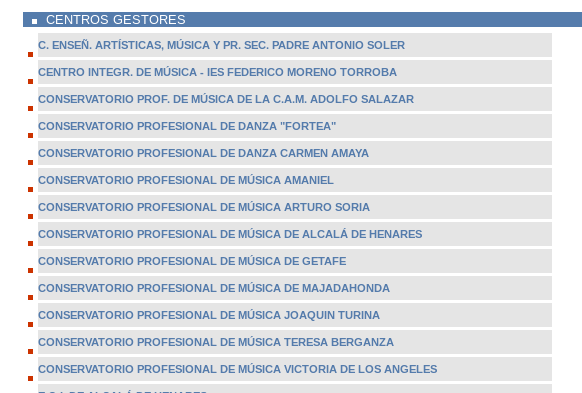 CENTROS GESTORES
C. ENSEÑ. ARTÍSTICAS, MÚSICA Y PR. SEC. PADRE ANTONIO SOLER
CENTRO INTEGR. DE MÚSICA - IES FEDERICO MORENO TORROBA
CONSERVATORIO PROF. DE MÚSICA DE LA C.A.M. ADOLFO SALAZAR
CONSERVATORIO PROFESIONAL DE DANZA "FORTEA"
CONSERVATORIO PROFESIONAL DE DANZA CARMEN AMAYA
CONSERVATORIO PROFESIONAL DE MÚSICA AMANIEL
CONSERVATORIO PROFESIONAL DE MÚSICA ARTURO SORIA
CONSERVATORIO PROFESIONAL DE MÚSICA DE ALCALÁ DE HENARES
CONSERVATORIO PROFESIONAL DE MÚSICA DE GETAFE
CONSERVATORIO PROFESIONAL DE MÚSICA DE MAJADAHONDA
CONSERVATORIO PROFESIONAL DE MÚSICA JOAQUIN TURINA
CONSERVATORIO PROFESIONAL DE MÚSICA TERESA BERGANZA
CONSERVATORIO PROFESIONAL DE MÚSICA VICTORIA DE LOS ANGELES
DE ALCALÁ DE HENARES